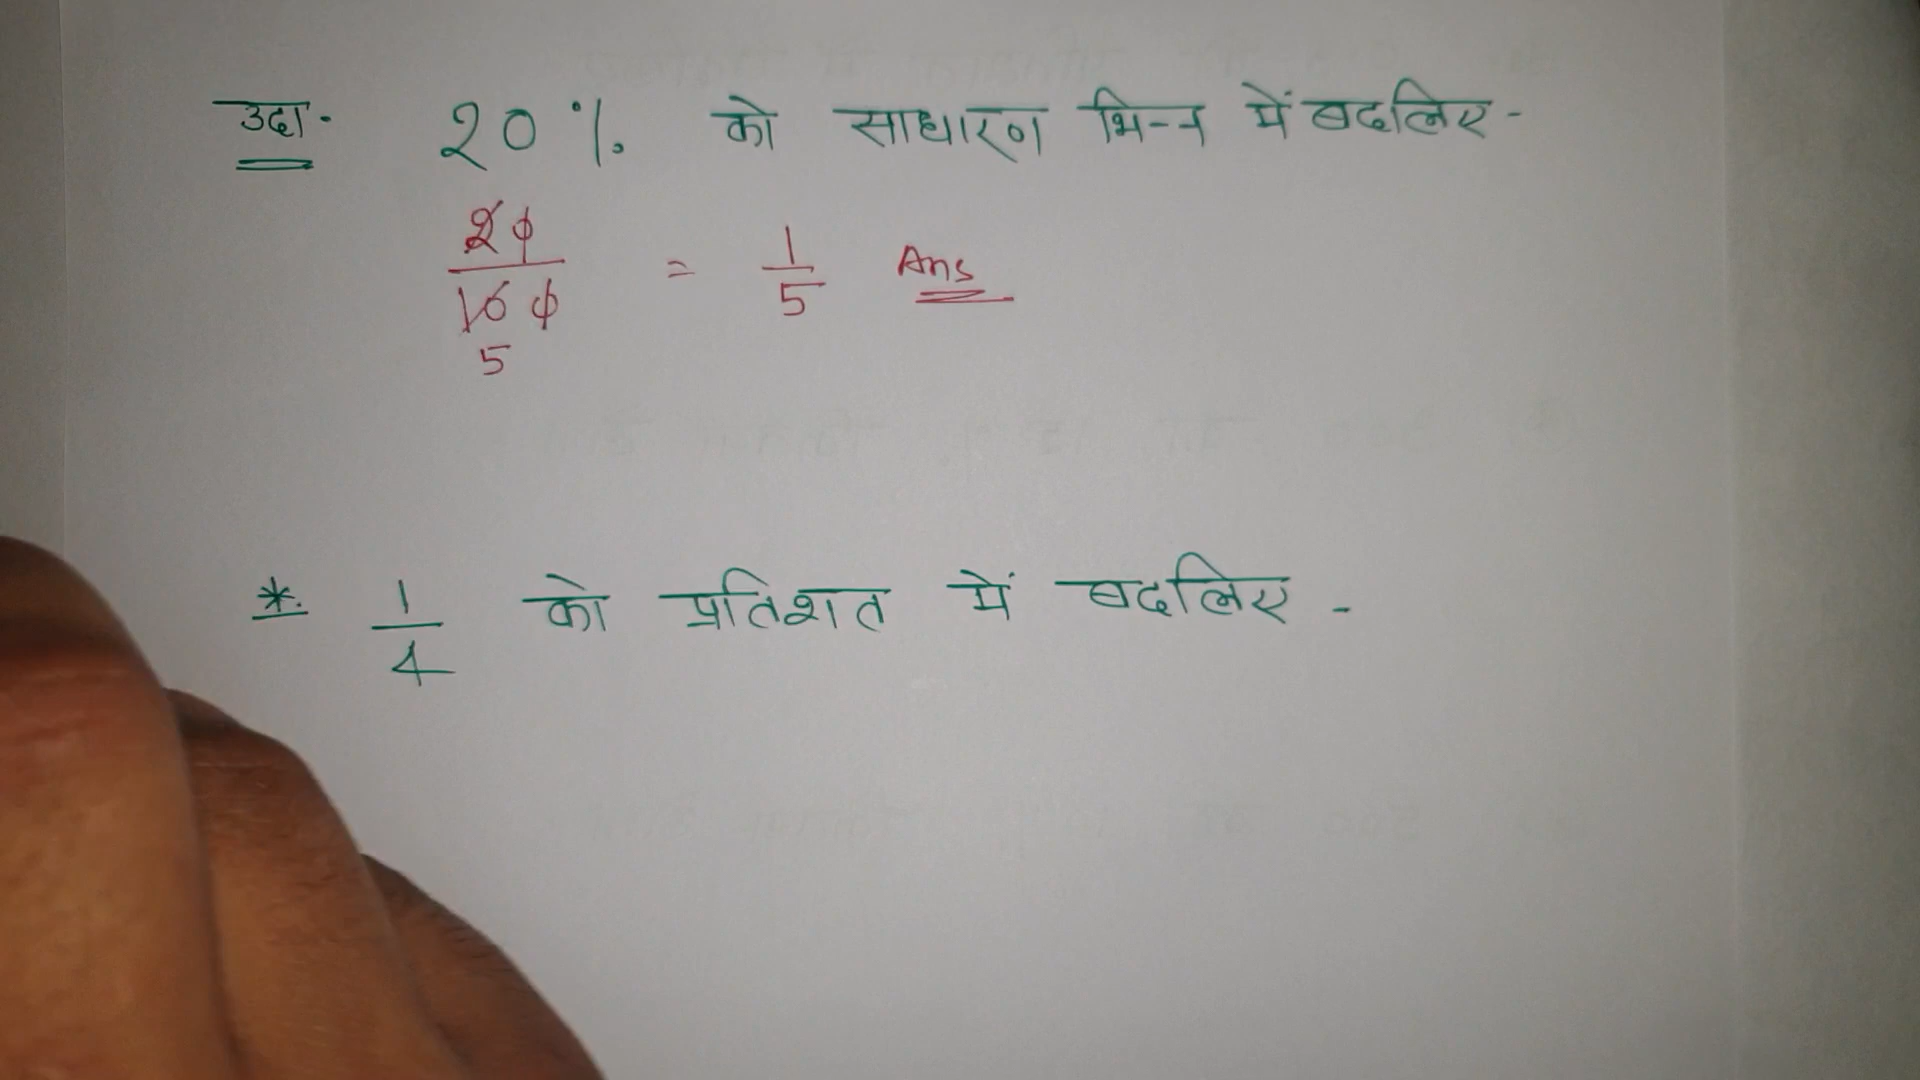 उदा. 20% को साधारण भिन्न में बदलिए -
20/100 = 1/5 Ans
5
*. 1/4 को प्रतिशत में बदलिए -